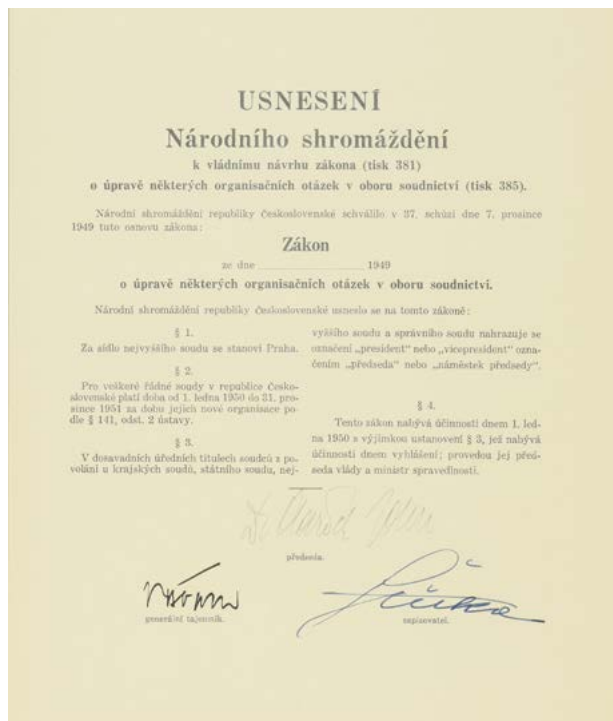 USNESENÍ
Národního shromáždění
k vládnímu návrhu zákona (tisk 381)
o úpravě některých organisačních otázek v oboru soudnictví (tisk 385).
Národní shromáždění republiky Československé schválilo v 37. schůzi dne 7. prosince
1949 tuto osnovu zákona:
Zákon
ze dne 1949
o úpravě některých organisačních otázek v oboru soudnictví.
Národní shromáždění republiky Československé usneslo se na tomto zákoně:
§ 1.
Za sídlo nejvyššího soudu se stanoví Praha.
§ 2.
Pro veškeré řádné soudy v republice Česko-
slovenské platí doba od 1. ledna 1950 do 31. pro-
since 1951 za dobu jejich nové organisace po-
dle § 141, odst. 2 ústavy.
§ 3.
V dosavadních úředních titulech soudců z po-
volání u krajských soudů, státního soudu, nej-
vyššího soudu a správního soudu nahrazuje se
označení „president" nebo „vicepresident" ozna-
čením „předseda" nebo „náměstek předsedy".
§ 4.
Tento zákon nabývá účinnosti dnem 1. led-
na 1950 s výjimkou ustanovení § 3, jež nabývá
účinnosti dnem vyhlášení; provedou jej před-
seda vlády a ministr spravedlnosti.
předseda.
generální tajemník.
zapisovatel.